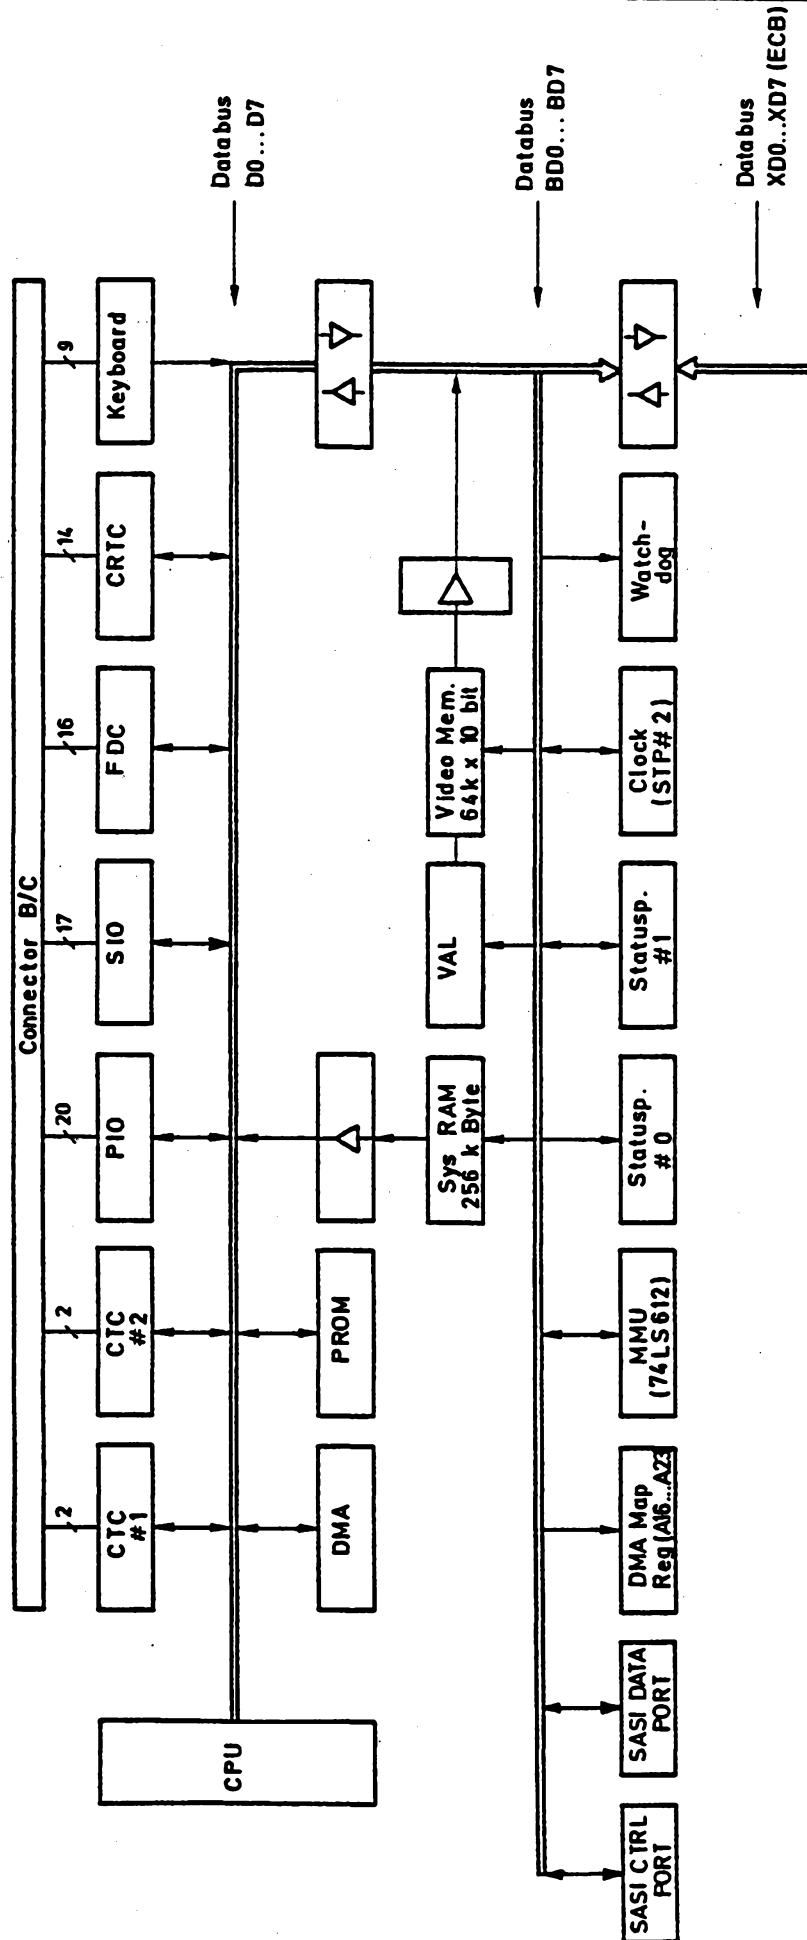 Connector B/C
2
2
20
17
16
14
9
CTC
#1
CTC
#2
PIO
SIO
FDC
CRTC
Keyboard
CPU
Databus
D0...D7
DMA
PROM
Sys RAM
256 k Byte
VAL
Video Mem.
64k x 10 bit
Databus
BD0...BD7
SASI CTRL
PORT
SASI DATA
PORT
DMA Map
Reg (A16...A23
MMU
(74LS612)
Statusp.
#0
Statusp.
#1
Clock
(STP#2)
Watch-
dog
Databus
XD0...XD7 (ECB)